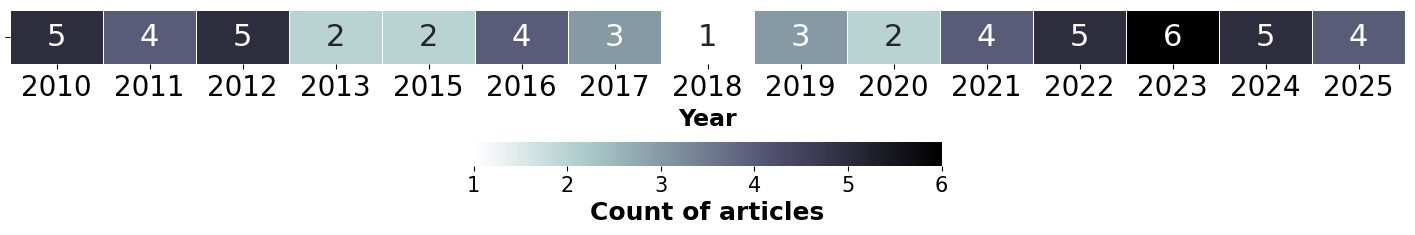 5 4 5 2 2 4 3 1 3 2 4 5 6 5 4
2010 2011 2012 2013 2015 2016 2017 2018 2019 2020 2021 2022 2023 2024 2025
Year
1 2 3 4 5 6
Count of articles